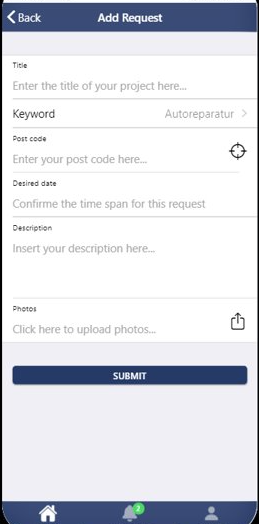 Back
Add Request
Title
Enter the title of your project here...
Keyword
Autoreparatur
Post code
Enter your post code here...
Desired date
Confirme the time span for this request
Description
Insert your description here...
Photos
Click here to upload photos...
SUBMIT
2